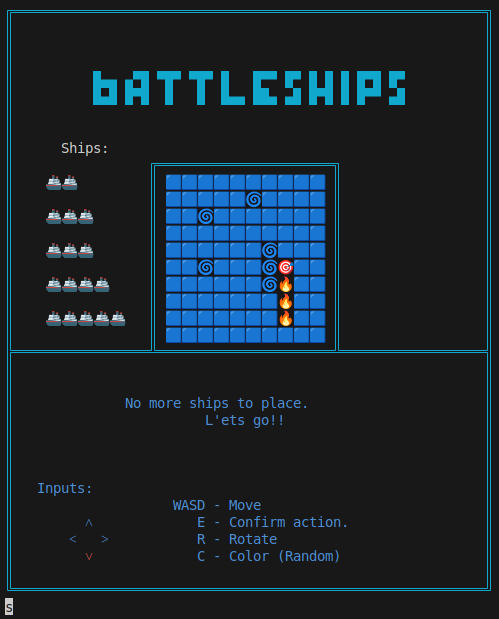 BATTLESHIPS
Ships:
No more ships to place.
L'ets go!!
Inputs:
WASD - Move
^ E - Confirm action.
< > R - Rotate
v C - Color (Random)
s